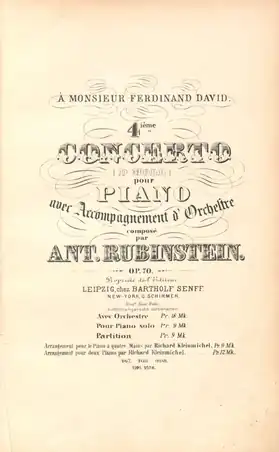 À MONSIEUR FERDINAND DAVID.
4ième
CONCERTO
pour
PIANO
avec Accompagnement d'Orchestre
composé
par
ANT. RUBINSTEIN.
OP. 70.
Propriété de l'Editeur.
LEIPZIG, chez BARTHOLF SENFF.
NEW-YORK, G. SCHIRMER.
Avec Orchestre Pr. 16 Mk.
Pour Piano solo Pr. 9 Mk.
Partition Pr. 9 Mk.
Arrangement pour le Piano à quatre Mains par Richard Kleinmichel, Pr. 9 Mk.
Arrangement pour deux Pianos par Richard Kleinmichel, Pr. 12 Mk.